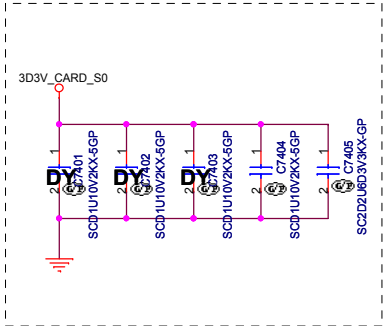 3D3V_CARD_S0
1
2
DY
C7401
SCD1U10V2KX-5GP
1
2
DY
C7402
SCD1U10V2KX-5GP
1
2
DY
C7403
SCD1U10V2KX-5GP
1
2
C7404
SCD1U10V2KX-5GP
1
2
C7405
SC2D2U6D3V3KX-GP